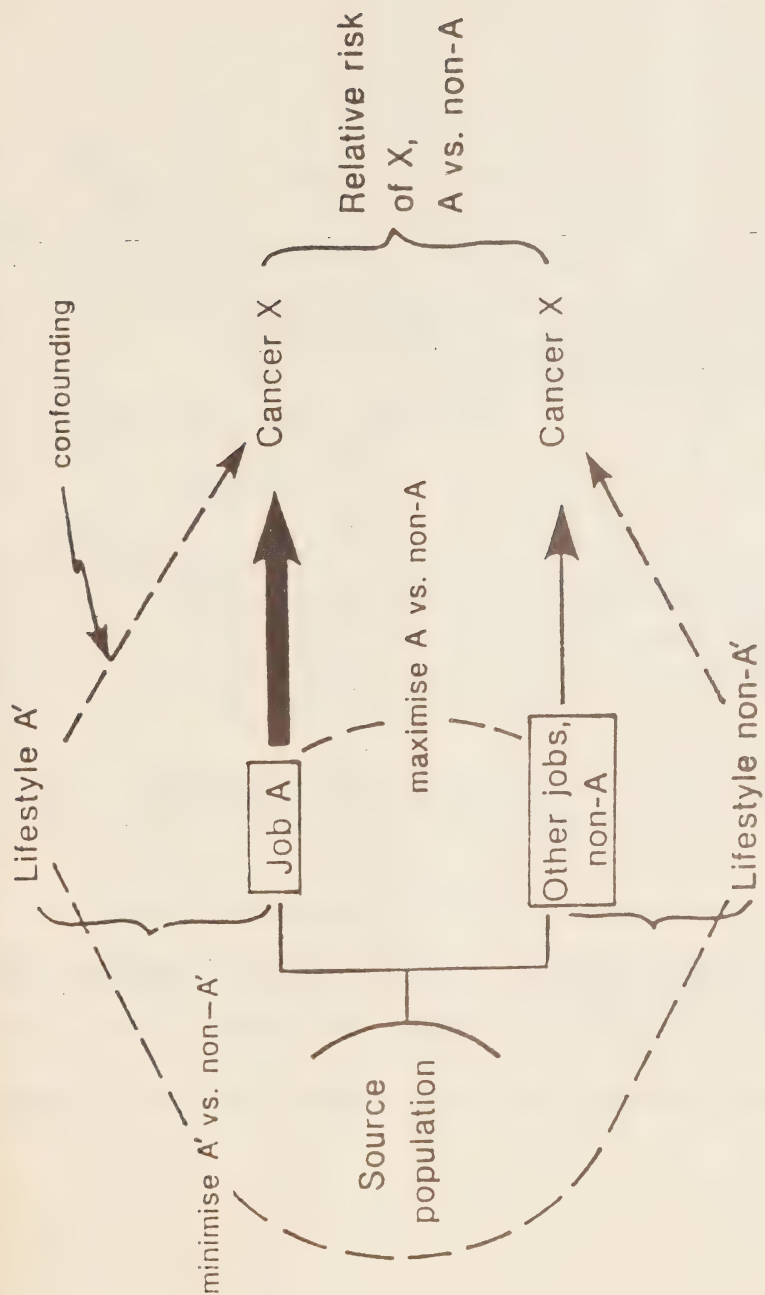 confounding
Lifestyle A′
minimise A′ vs. non–A′
Job A
Cancer X
Relative risk
of X,
A vs. non-A
Source
population
maximise A vs. non-A
Other jobs,
non-A
Cancer X
Lifestyle non-A′